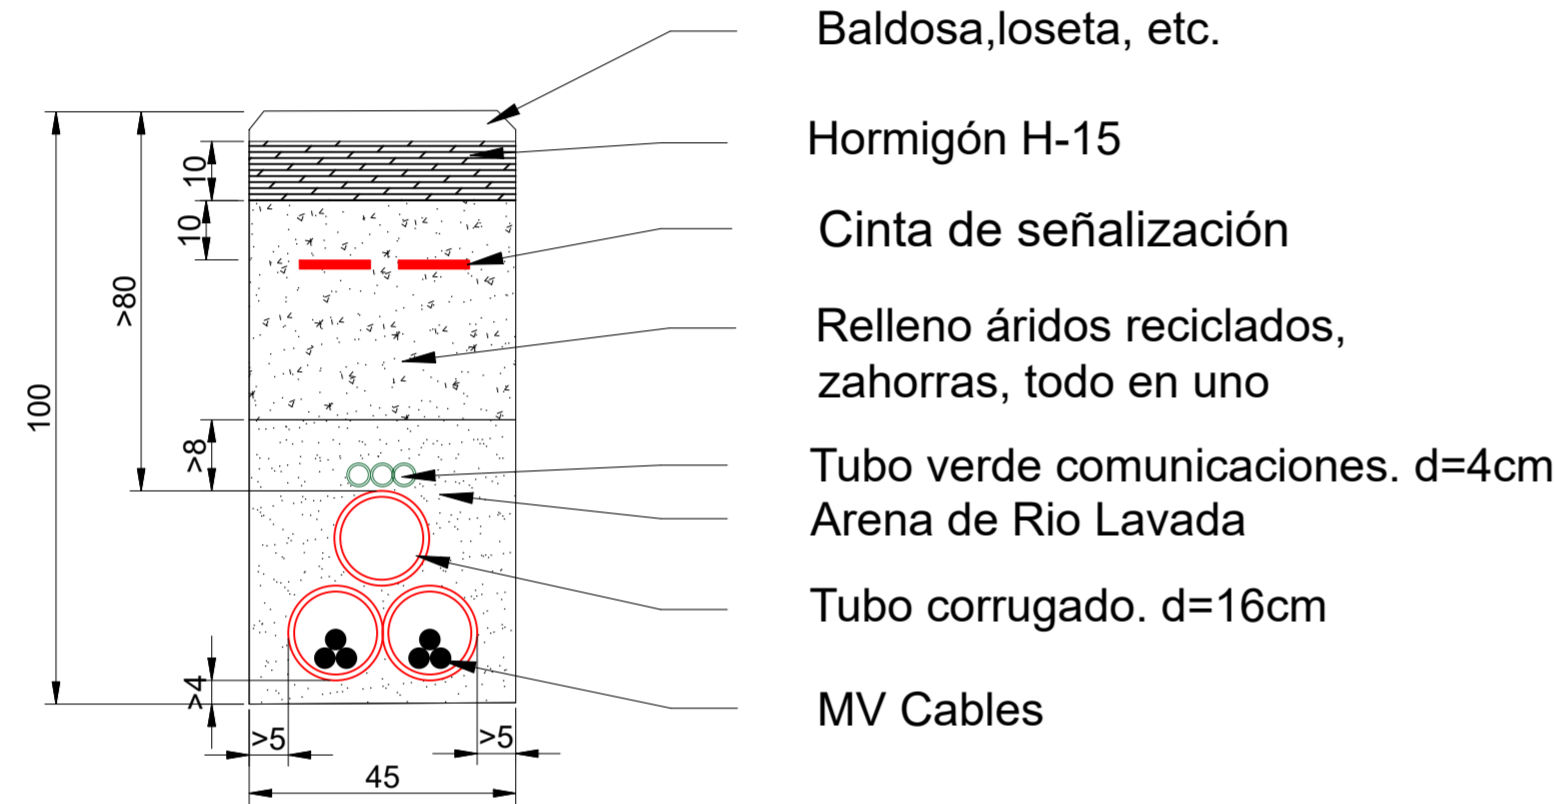 Baldosa,loseta, etc.
Hormigón H-15
Cinta de señalización
Relleno áridos reciclados,
zahorras, todo en uno
Tubo verde comunicaciones. d=4cm
Arena de Rio Lavada
Tubo corrugado. d=16cm
MV Cables
10
10
>80
100
>8
>4
>5
>5
45